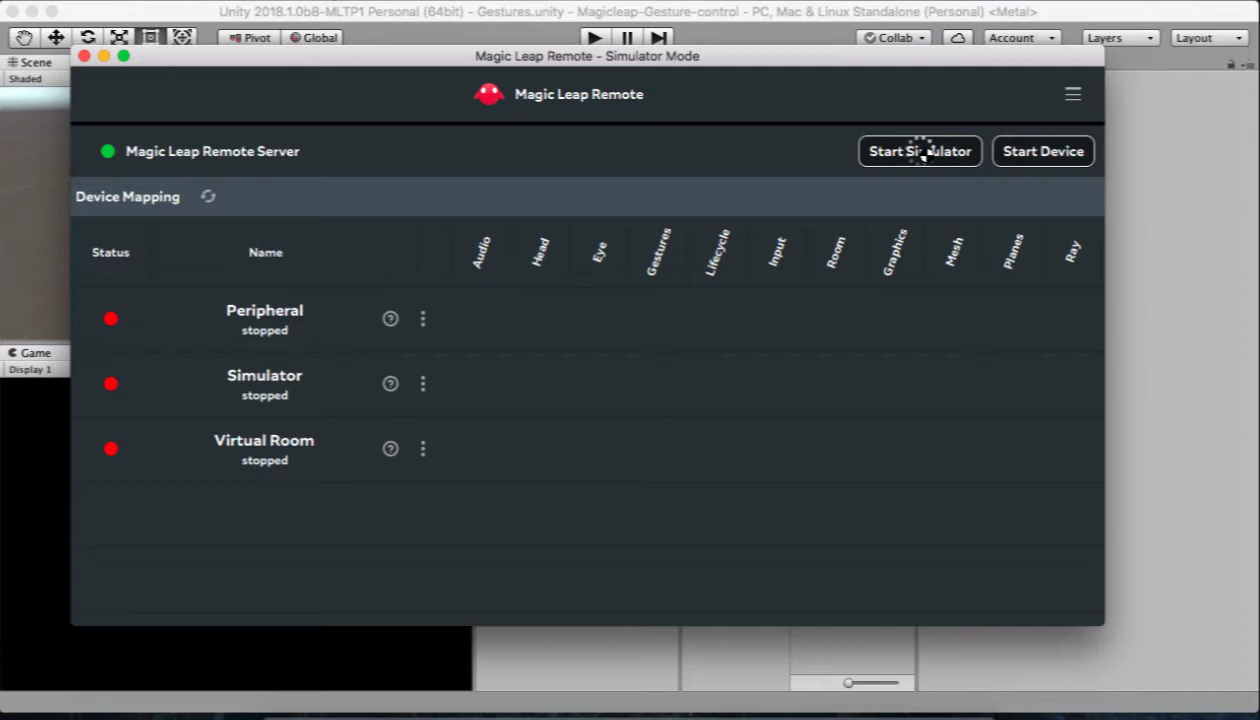 Unity 2018.1.0b8-MLTP1 Personal (64bit) - Gestures.unity - Magicleap-Gesture-control - PC, Mac & Linux Standalone (Personal) <Metal>
Pivot Global Collab Account Layers Layout
Scene
Shaded
Magic Leap Remote - Simulator Mode
Magic Leap Remote
Magic Leap Remote Server Start Simulator Start Device
Device Mapping
Status Name Audio Head Eye Gestures Lifecycle Input Room Graphics Mesh Planes Ray
Peripheral
stopped
Simulator
stopped
Virtual Room
stopped
Game
Display 1